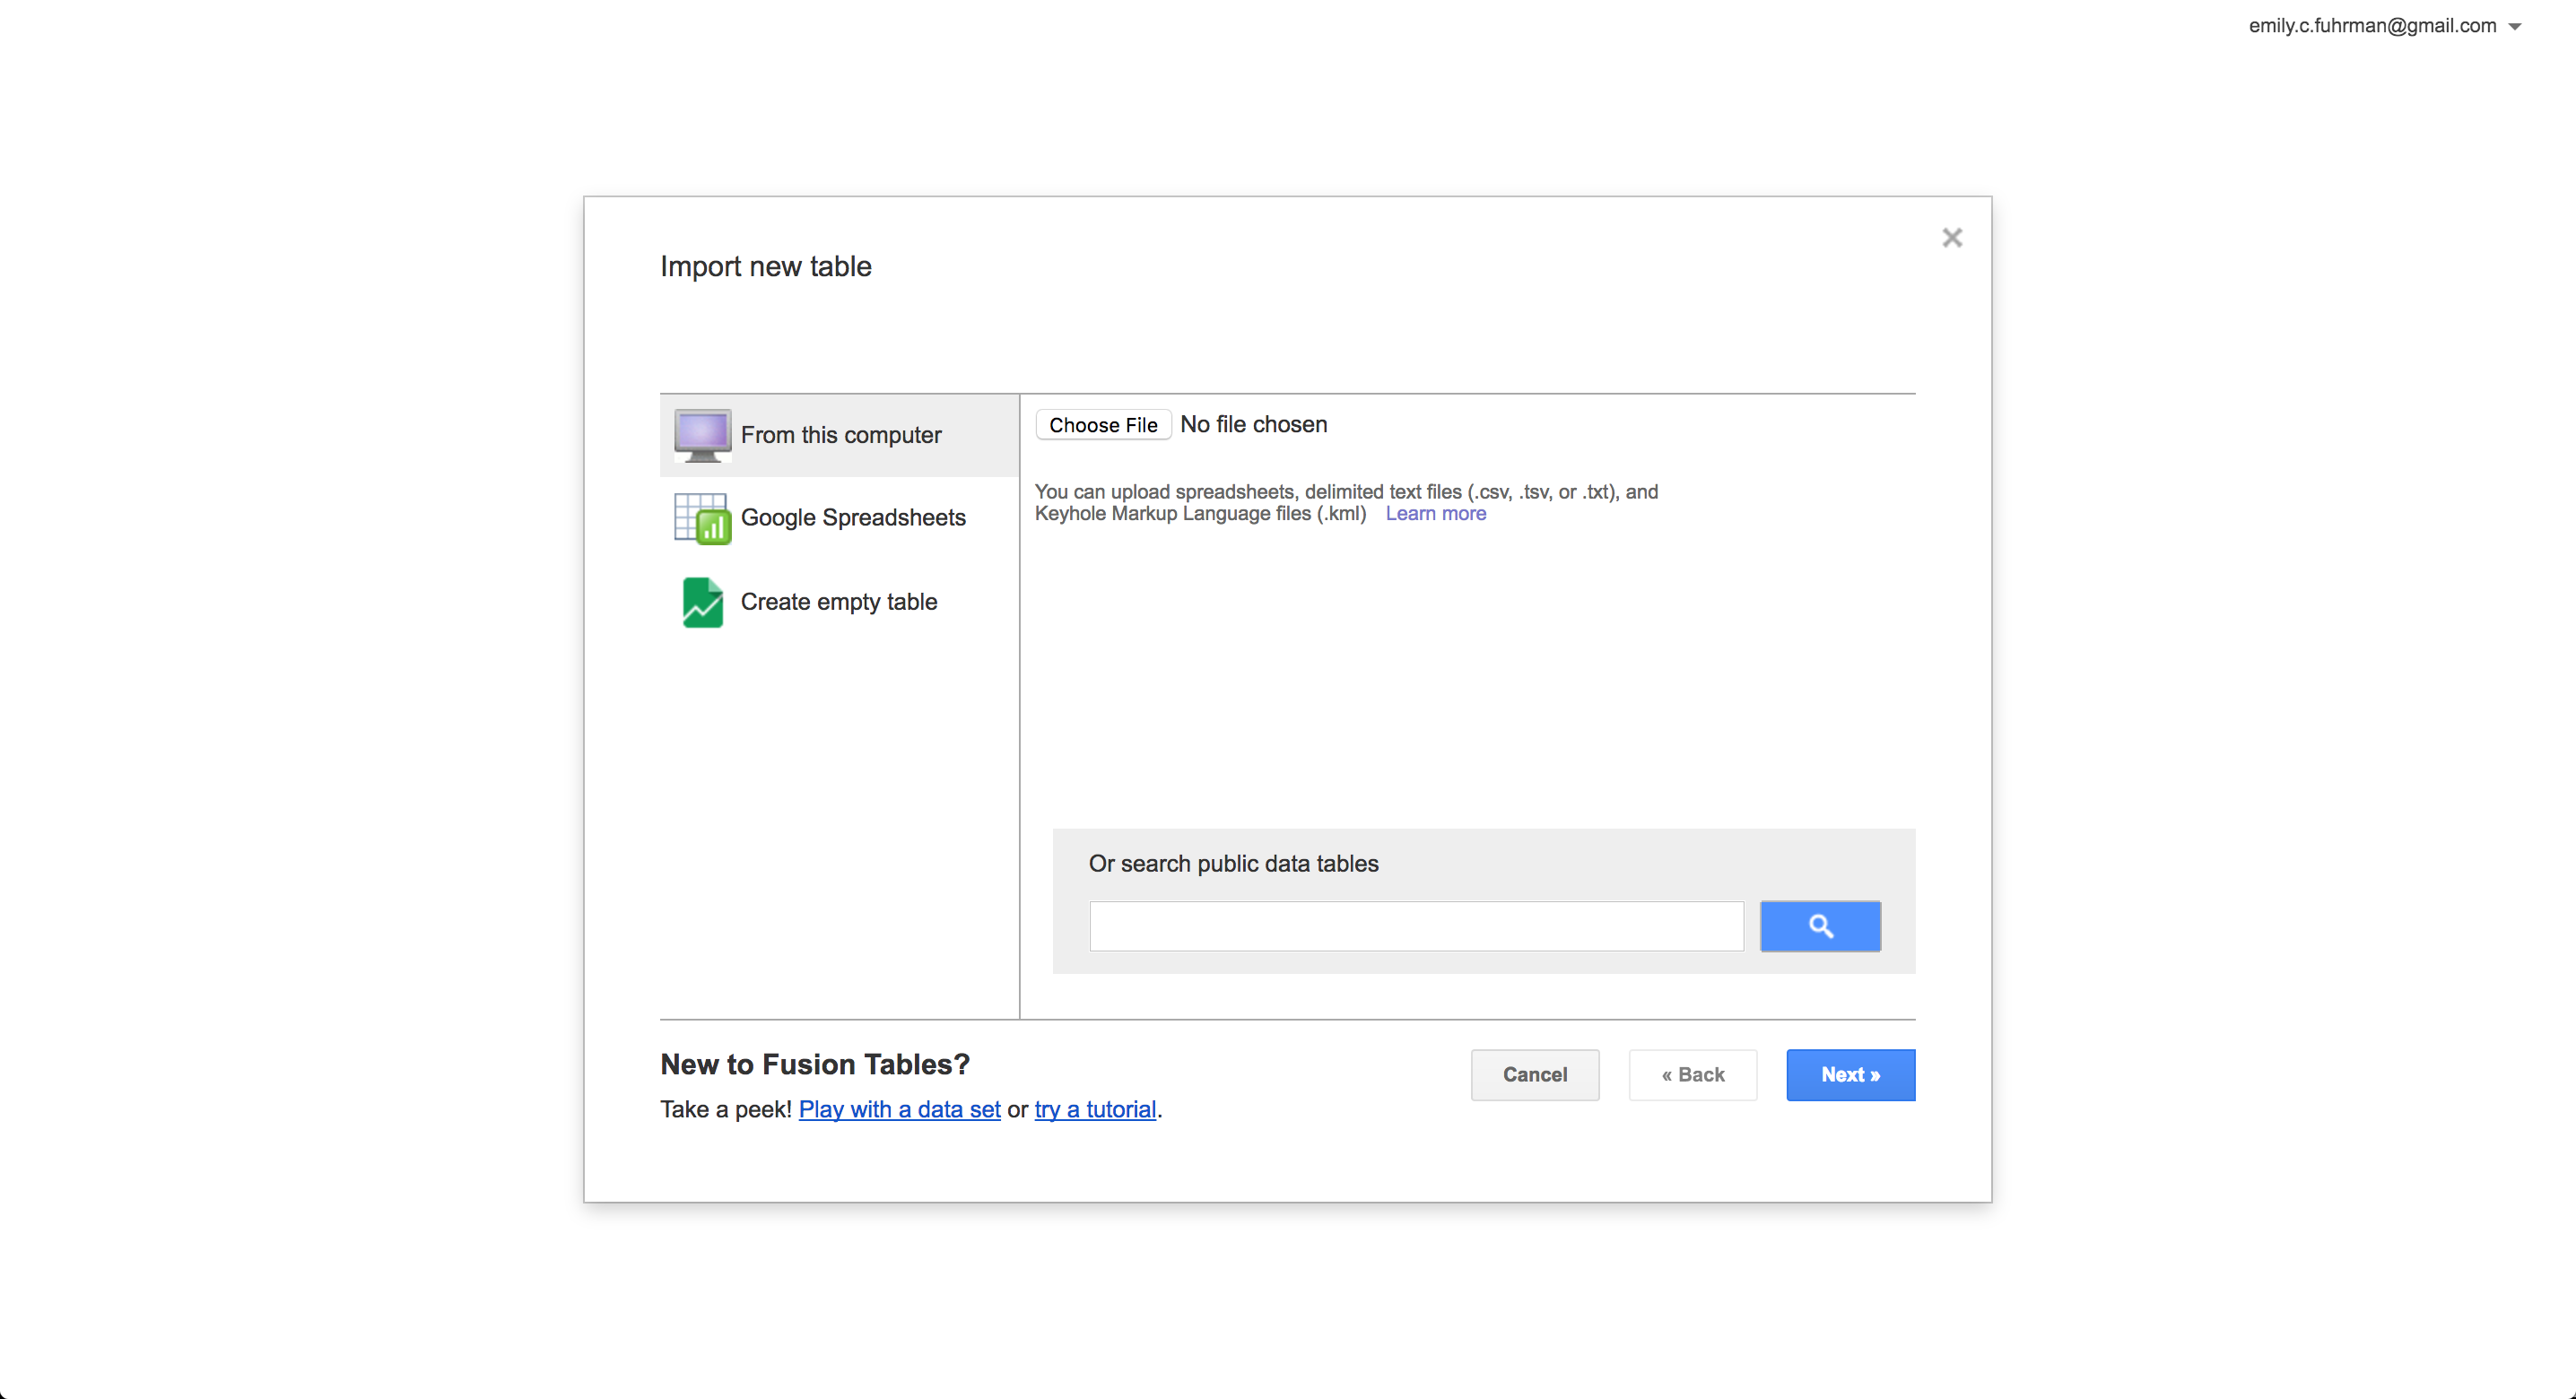 emily.c.fuhrman@gmail.com
Import new table
From this computer
Google Spreadsheets
Create empty table
Choose File No file chosen
You can upload spreadsheets, delimited text files (.csv, .tsv, or .txt), and
Keyhole Markup Language files (.kml) Learn more
Or search public data tables
New to Fusion Tables?
Take a peek! Play with a data set or try a tutorial.
Cancel
« Back
Next »